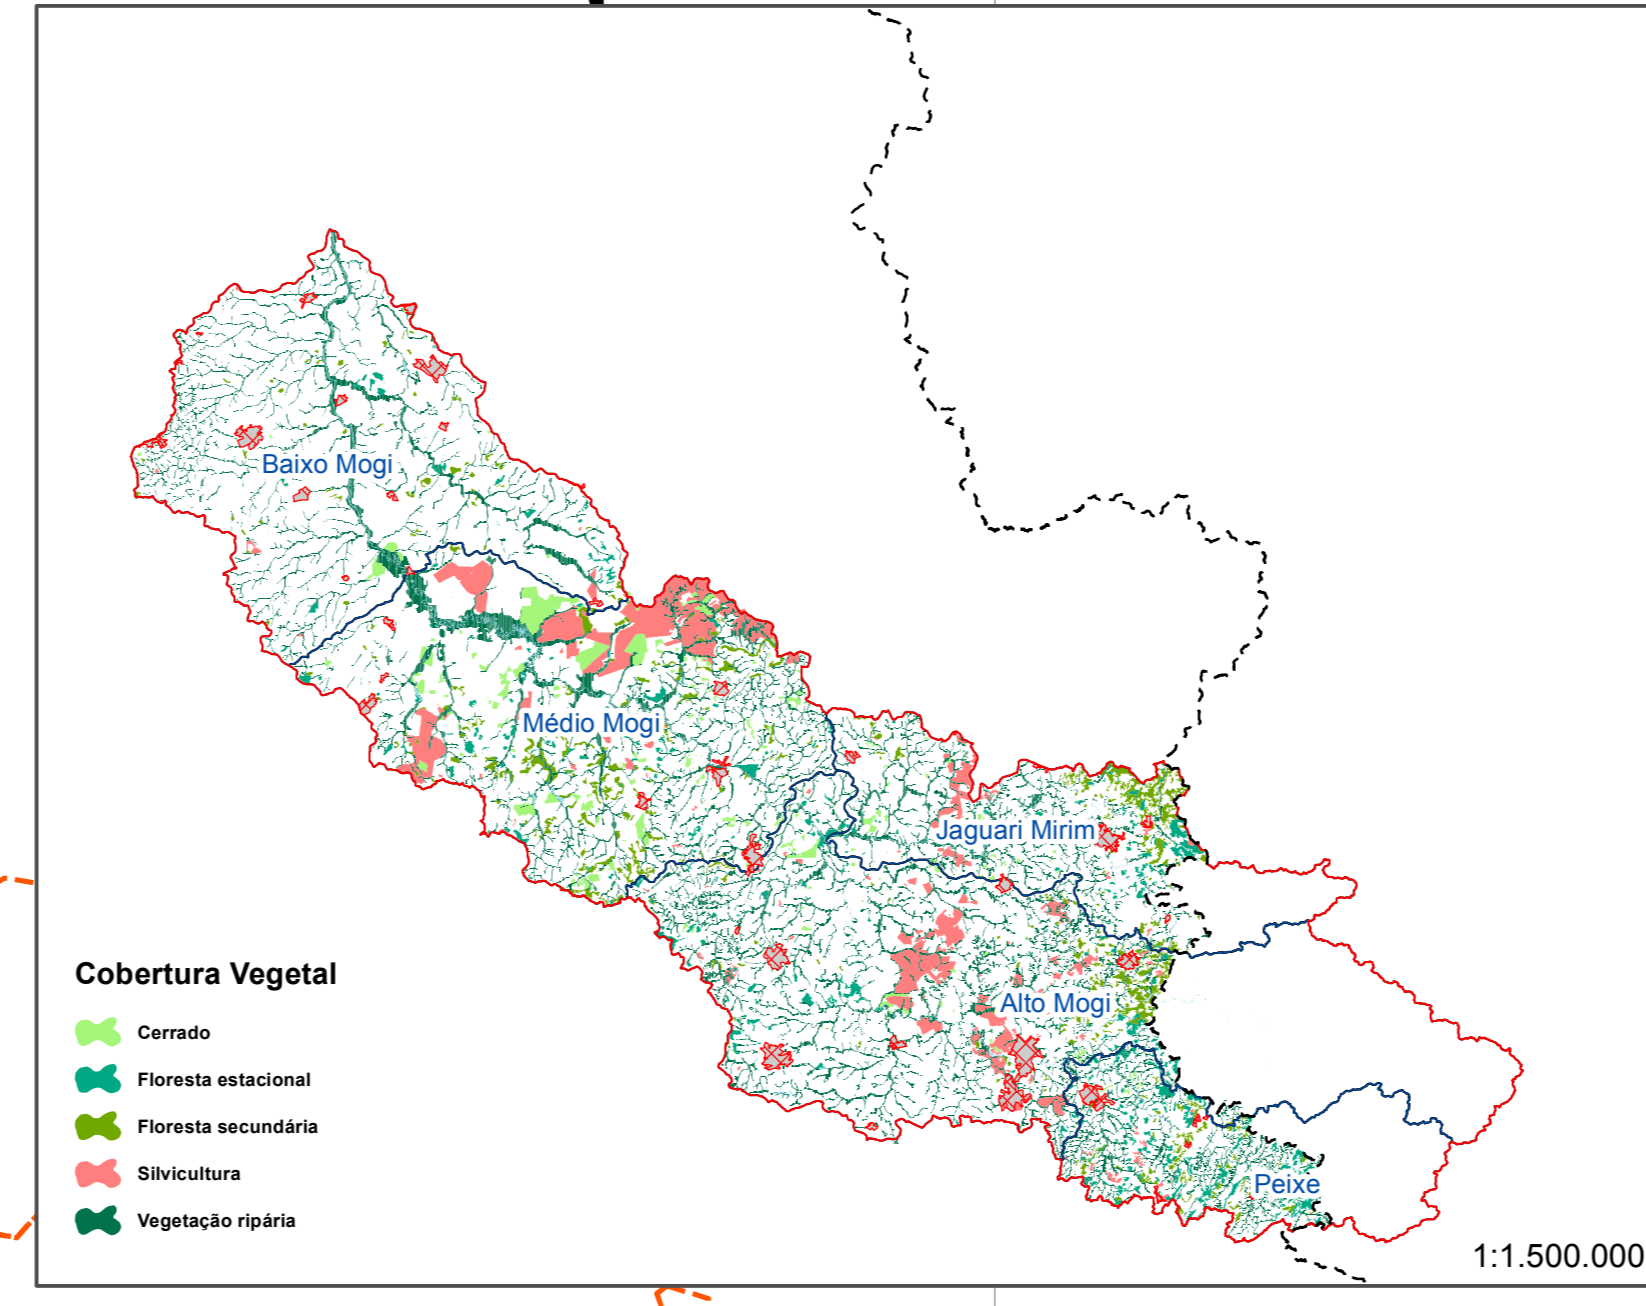 Baixo Mogi
Médio Mogi
Jaguari Mirim
Alto Mogi
Peixe
Cobertura Vegetal
Cerrado
Floresta estacional
Floresta secundária
Silvicultura
Vegetação ripária
1:1.500.000